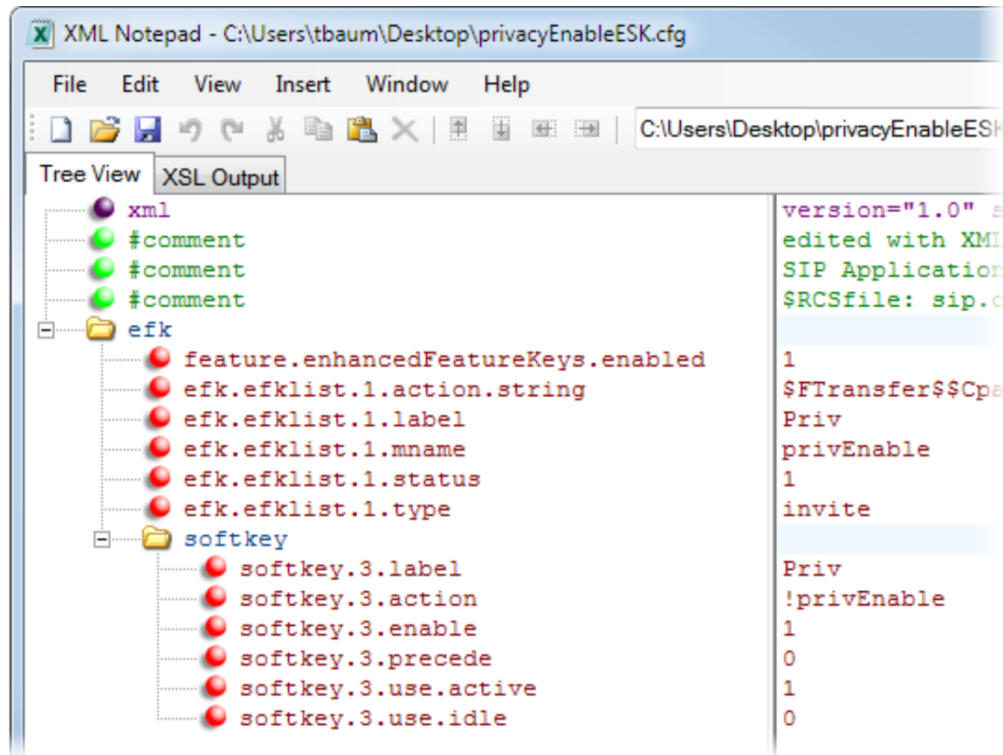 XML Notepad - C:\Users\tbaum\Desktop\privacyEnableESK.cfg
File Edit View Insert Window Help
C:\Users\Desktop\privacyEnableESK
Tree View XSL Output
xml version="1.0"
#comment edited with XML
#comment SIP Application
#comment $RCSfile: sip.c
efk
feature.enhancedFeatureKeys.enabled 1
efk.efklist.1.action.string $FTransfer$$Cpa
efk.efklist.1.label Priv
efk.efklist.1.mname privEnable
efk.efklist.1.status 1
efk.efklist.1.type invite
softkey
softkey.3.label Priv
softkey.3.action !privEnable
softkey.3.enable 1
softkey.3.precede 0
softkey.3.use.active 1
softkey.3.use.idle 0